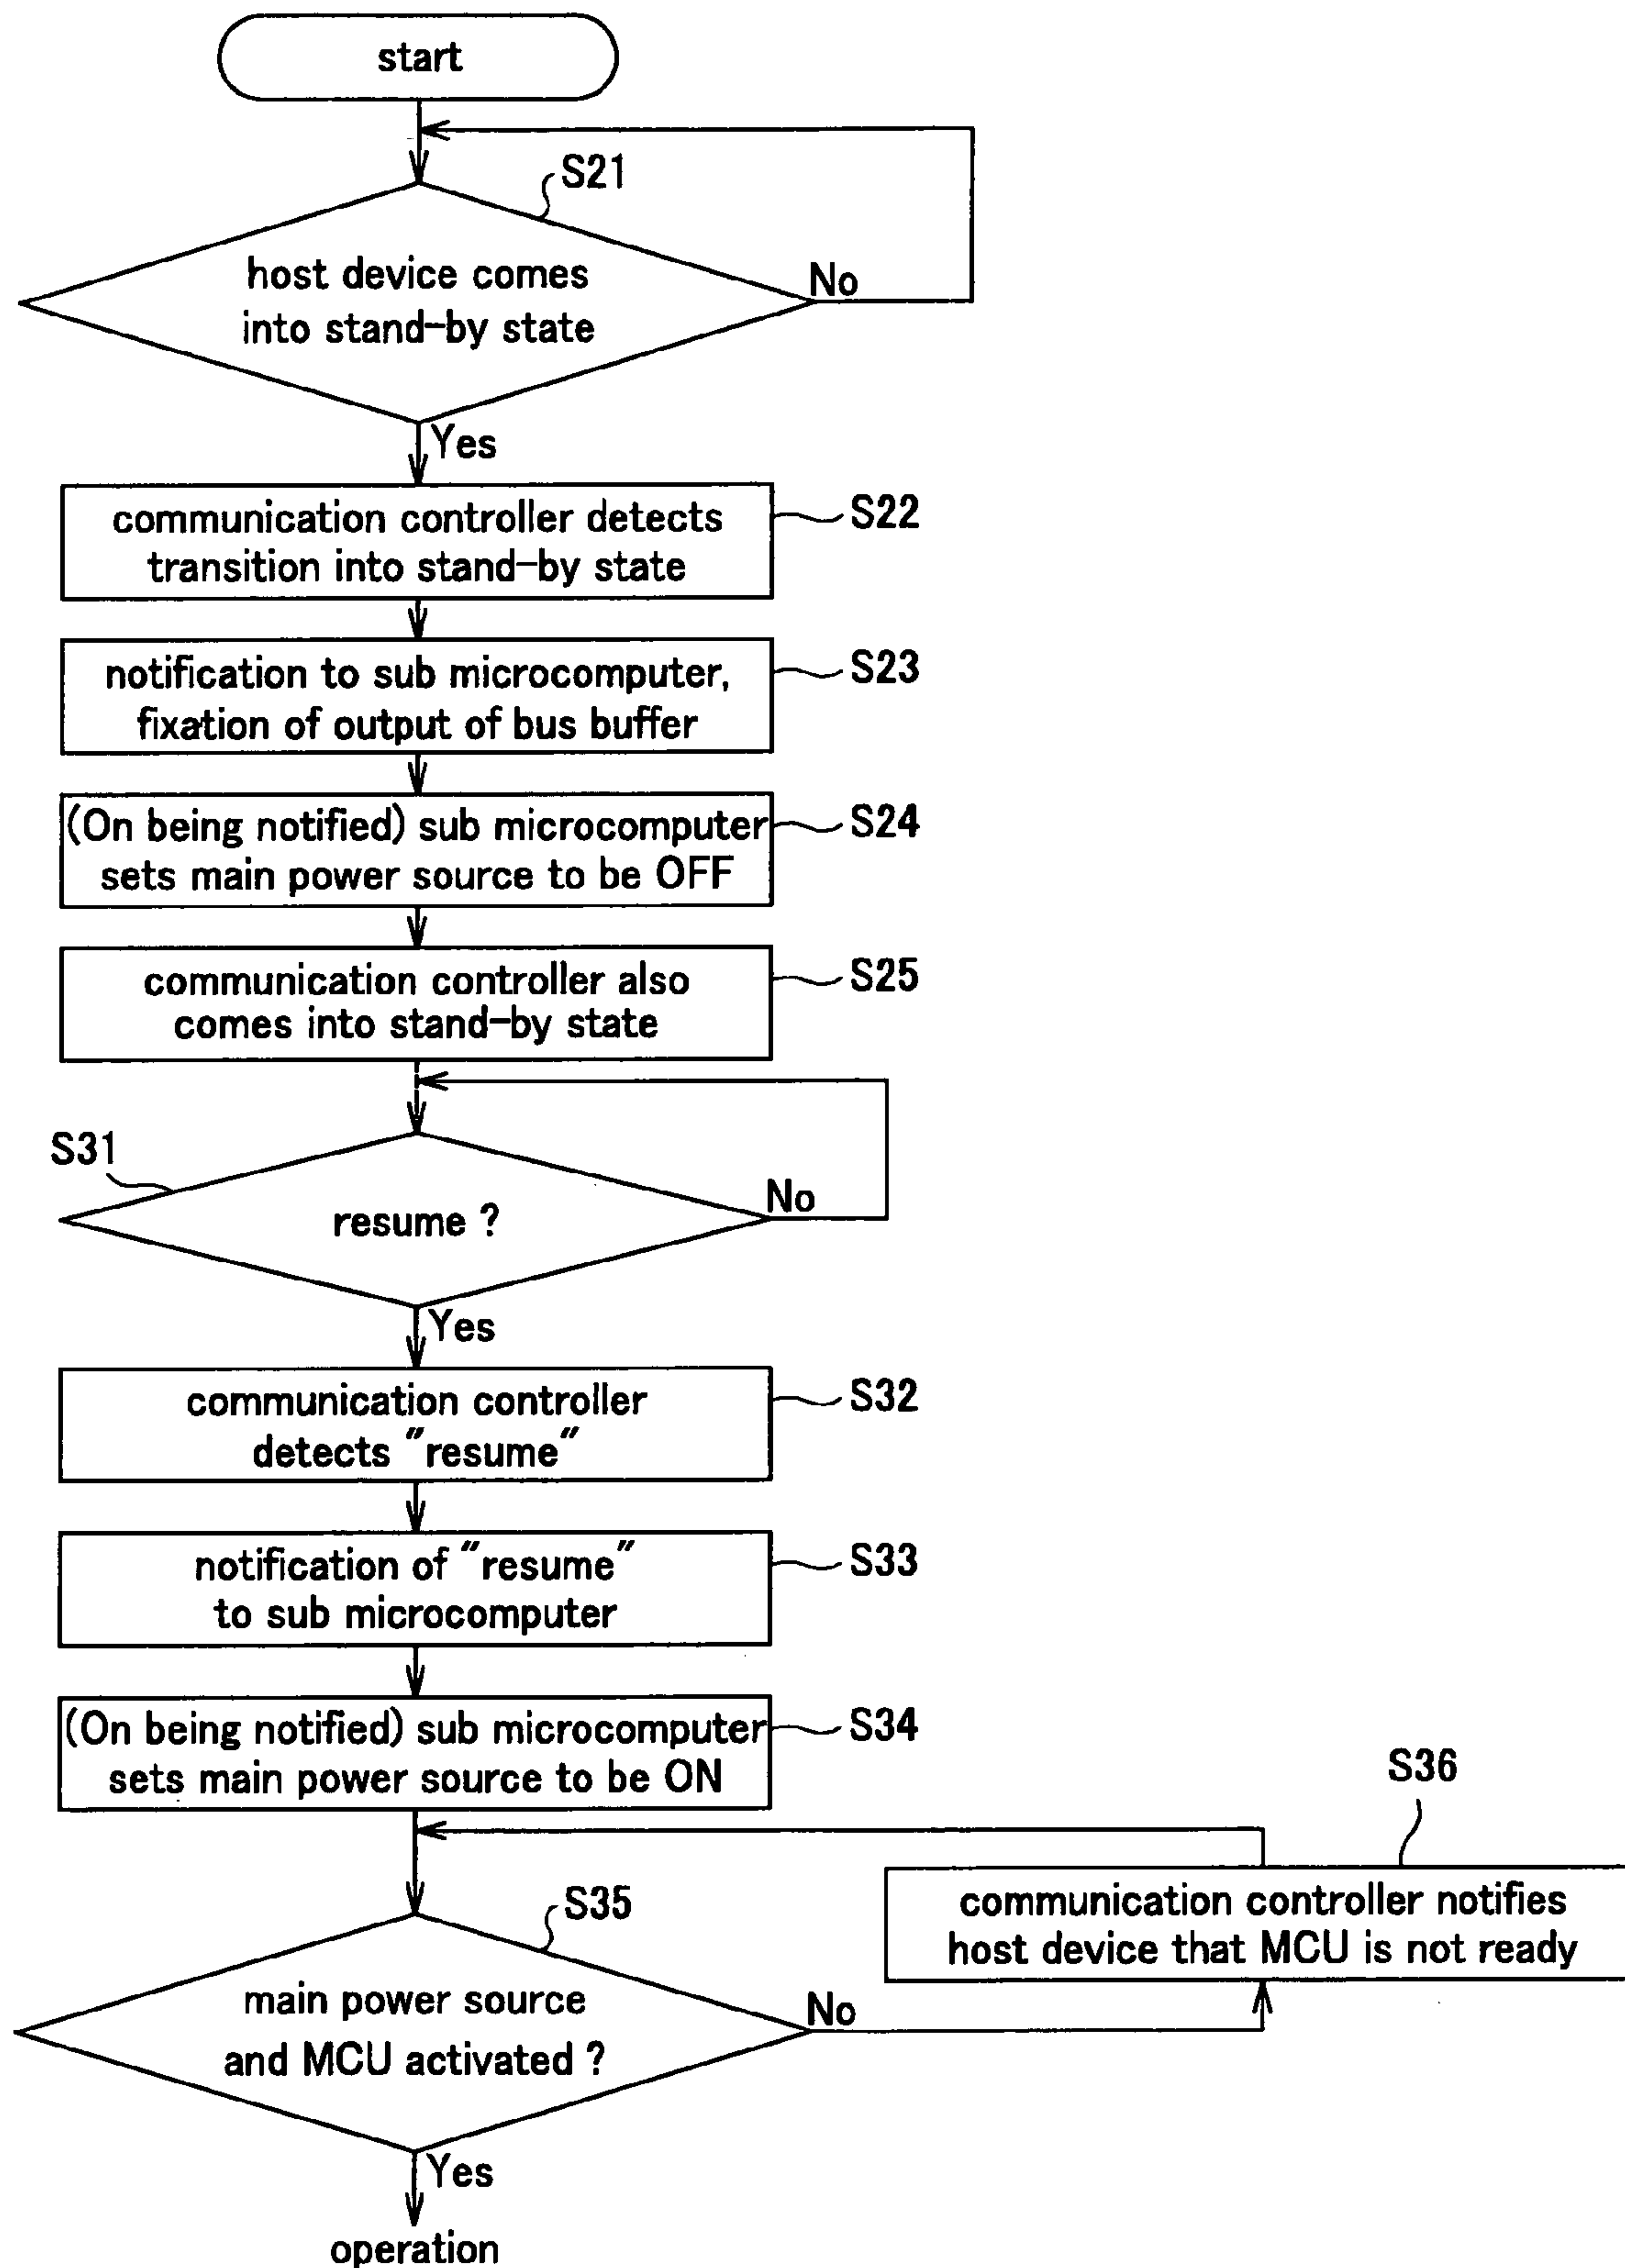 start
S21
host device comes
into stand-by state
No
Yes
communication controller detects
transition into stand-by state
S22
notification to sub microcomputer,
fixation of output of bus buffer
S23
(On being notified) sub microcomputer
sets main power source to be OFF
S24
communication controller also
comes into stand-by state
S25
S31
resume ?
No
Yes
communication controller
detects "resume"
S32
notification of "resume"
to sub microcomputer
S33
(On being notified) sub microcomputer
sets main power source to be ON
S34
S36
communication controller notifies
host device that MCU is not ready
S35
main power source
and MCU activated ?
No
Yes
operation